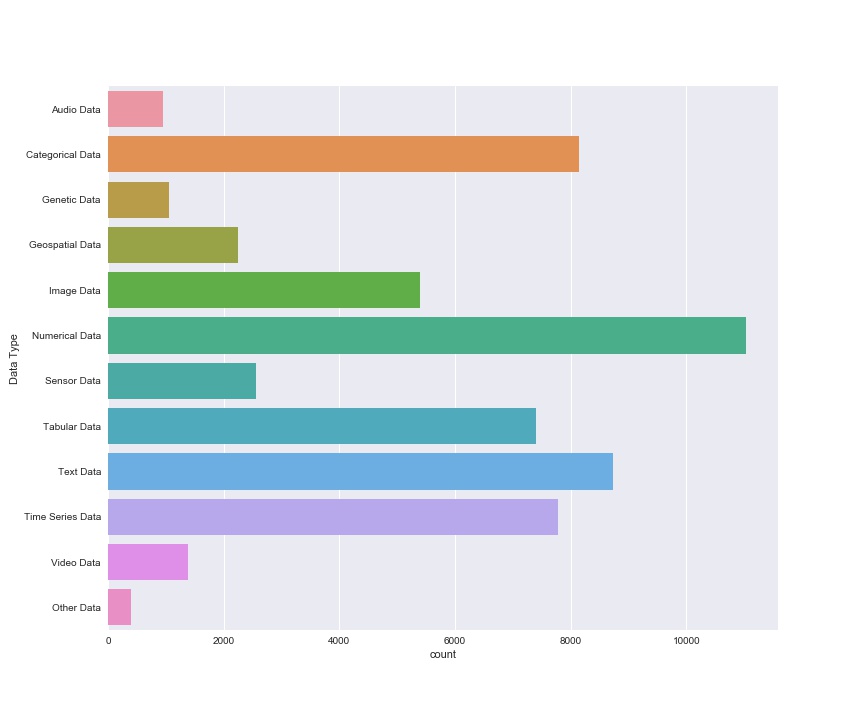 Data Type
Audio Data
Categorical Data
Genetic Data
Geospatial Data
Image Data
Numerical Data
Sensor Data
Tabular Data
Text Data
Time Series Data
Video Data
Other Data
0 2000 4000 6000 8000 10000
count